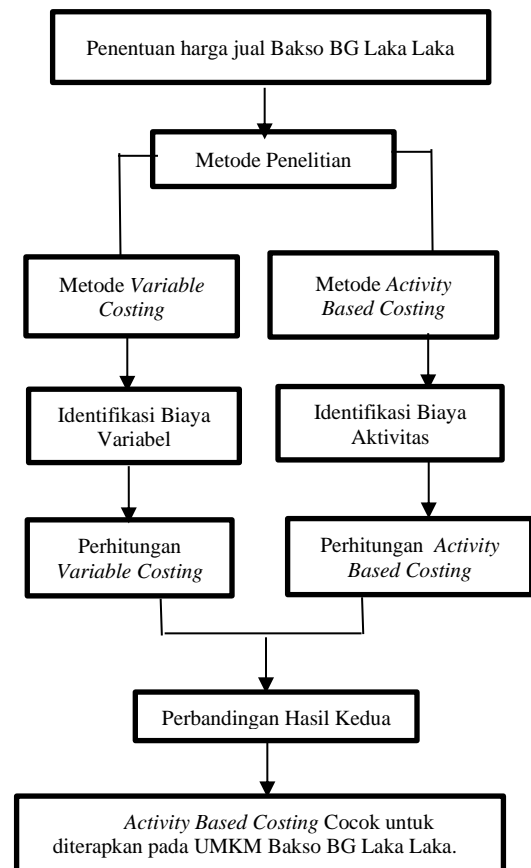 Penentuan harga jual Bakso BG Laka Laka
Metode Penelitian
Metode Variable
Costing
Metode Activity
Based Costing
Identifikasi Biaya
Variabel
Identifikasi Biaya
Aktivitas
Perhitungan
Variable Costing
Perhitungan Activity
Based Costing
Perbandingan Hasil Kedua
Activity Based Costing Cocok untuk
diterapkan pada UMKM Bakso BG Laka Laka.